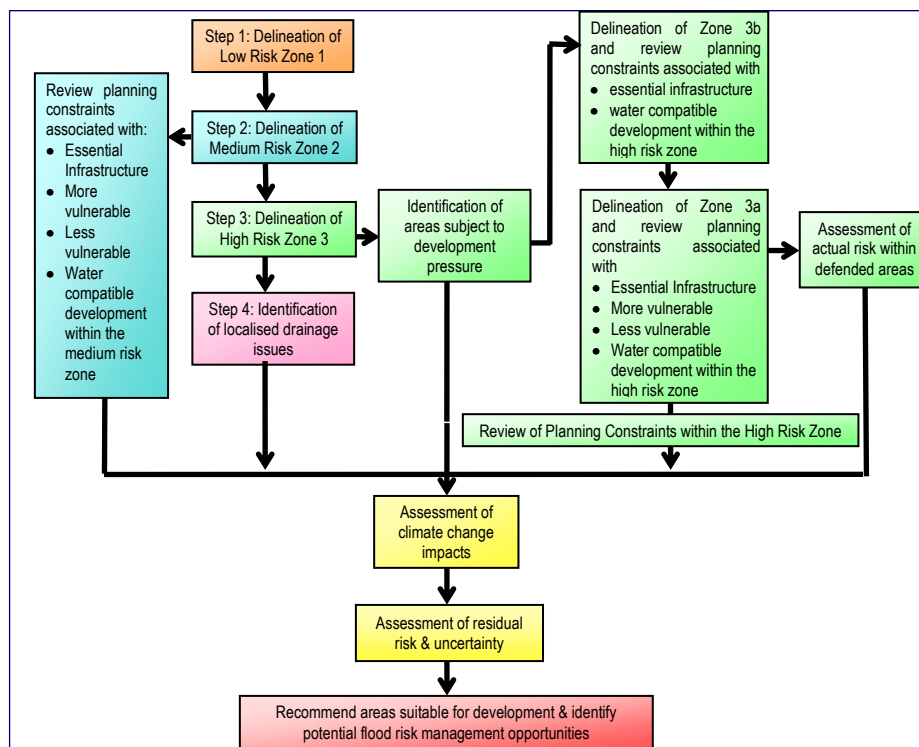 Step 1: Delineation of
Low Risk Zone 1
Review planning
constraints
associated with:
● Essential
Infrastructure
● More
vulnerable
● Less
vulnerable
● Water
compatible
development
within the
medium risk
zone
Step 2: Delineation of
Medium Risk Zone 2
Step 3: Delineation of
High Risk Zone 3
Step 4: Identification
of localised drainage
issues
Identification of
areas subject to
development
pressure
Delineation of Zone 3b
and review planning
constraints associated
with
● essential infrastructure
● water compatible
development within the
high risk zone
Delineation of Zone 3a
and review planning
constraints associated
with
● Essential Infrastructure
● More vulnerable
● Less vulnerable
● Water compatible
development within the
high risk zone
Assessment of
actual risk within
defended areas
Review of Planning Constraints within the High Risk Zone
Assessment of
climate change
impacts
Assessment of residual
risk & uncertainty
Recommend areas suitable for development & identify
potential flood risk management opportunities